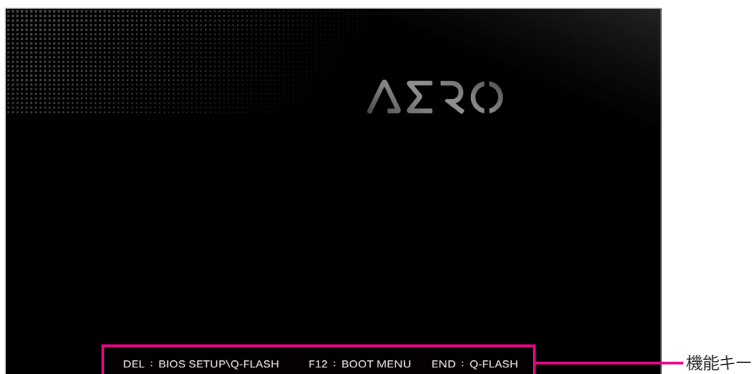 AERO
DEL : BIOS SETUP\Q-FLASH F12 : BOOT MENU END : Q-FLASH
機能キー